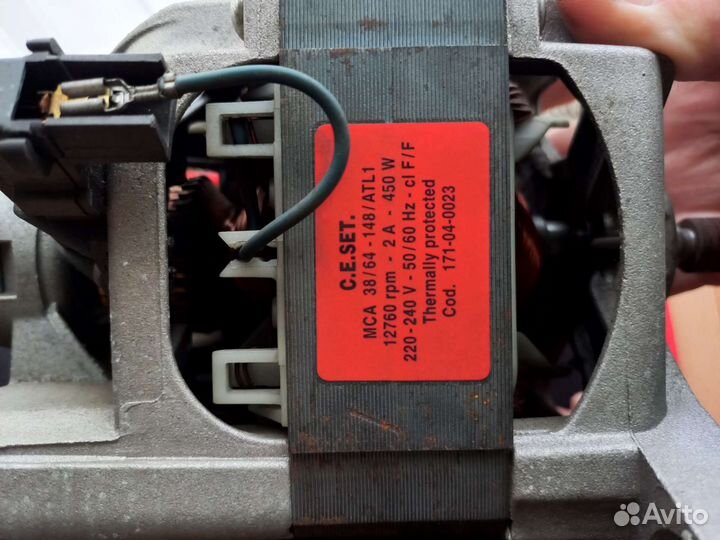 C.E.SET.
MCA 38/64 - 148/ATL1
12760 rpm - 2 A - 450 W
220-240 V - 50/60 Hz - cl F/F
Thermally protected
Cod. 171-04-0023
Avito